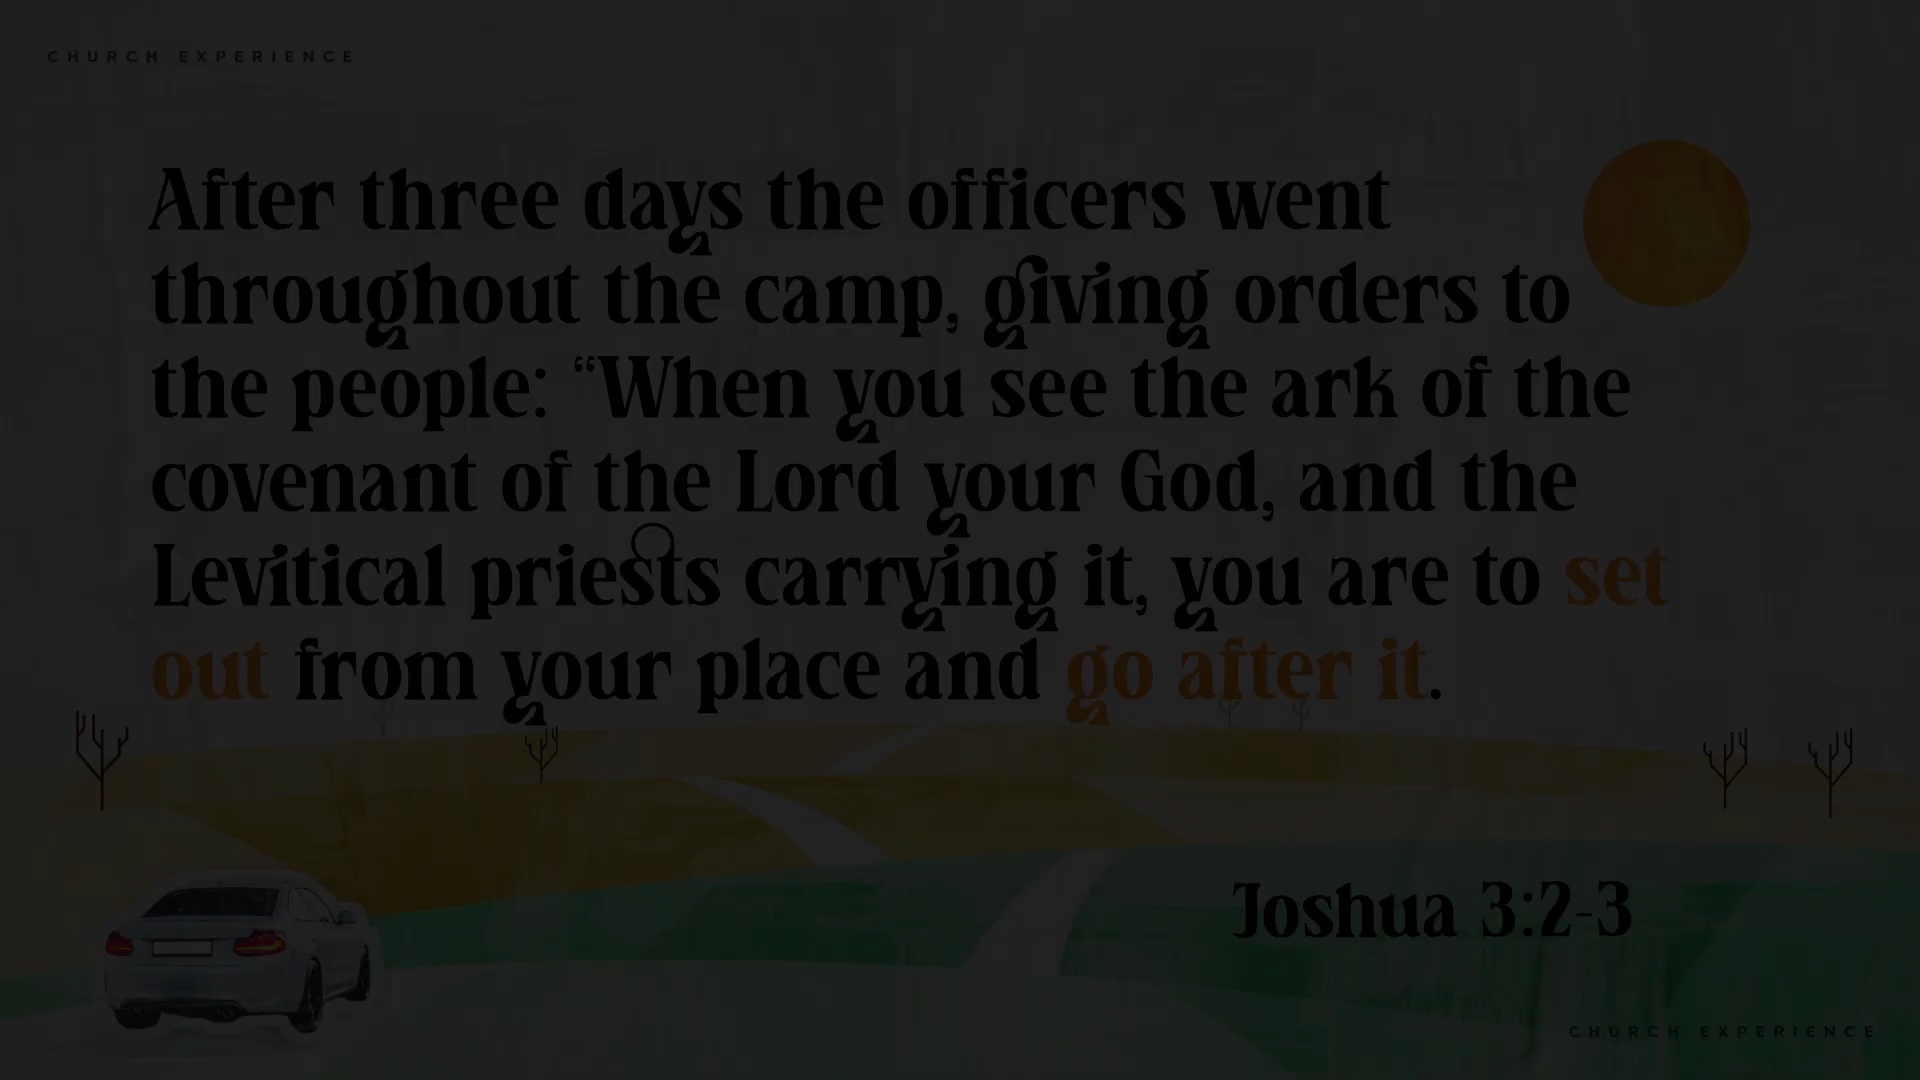 CHURCH EXPERIENCE
After three days the officers went
throughout the camp, giving orders to
the people: “When you see the ark of the
covenant of the Lord your God, and the
Levitical priests carrying it, you are to set
out from your place and go after it.
Joshua 3:2-3
CHURCH EXPERIENCE